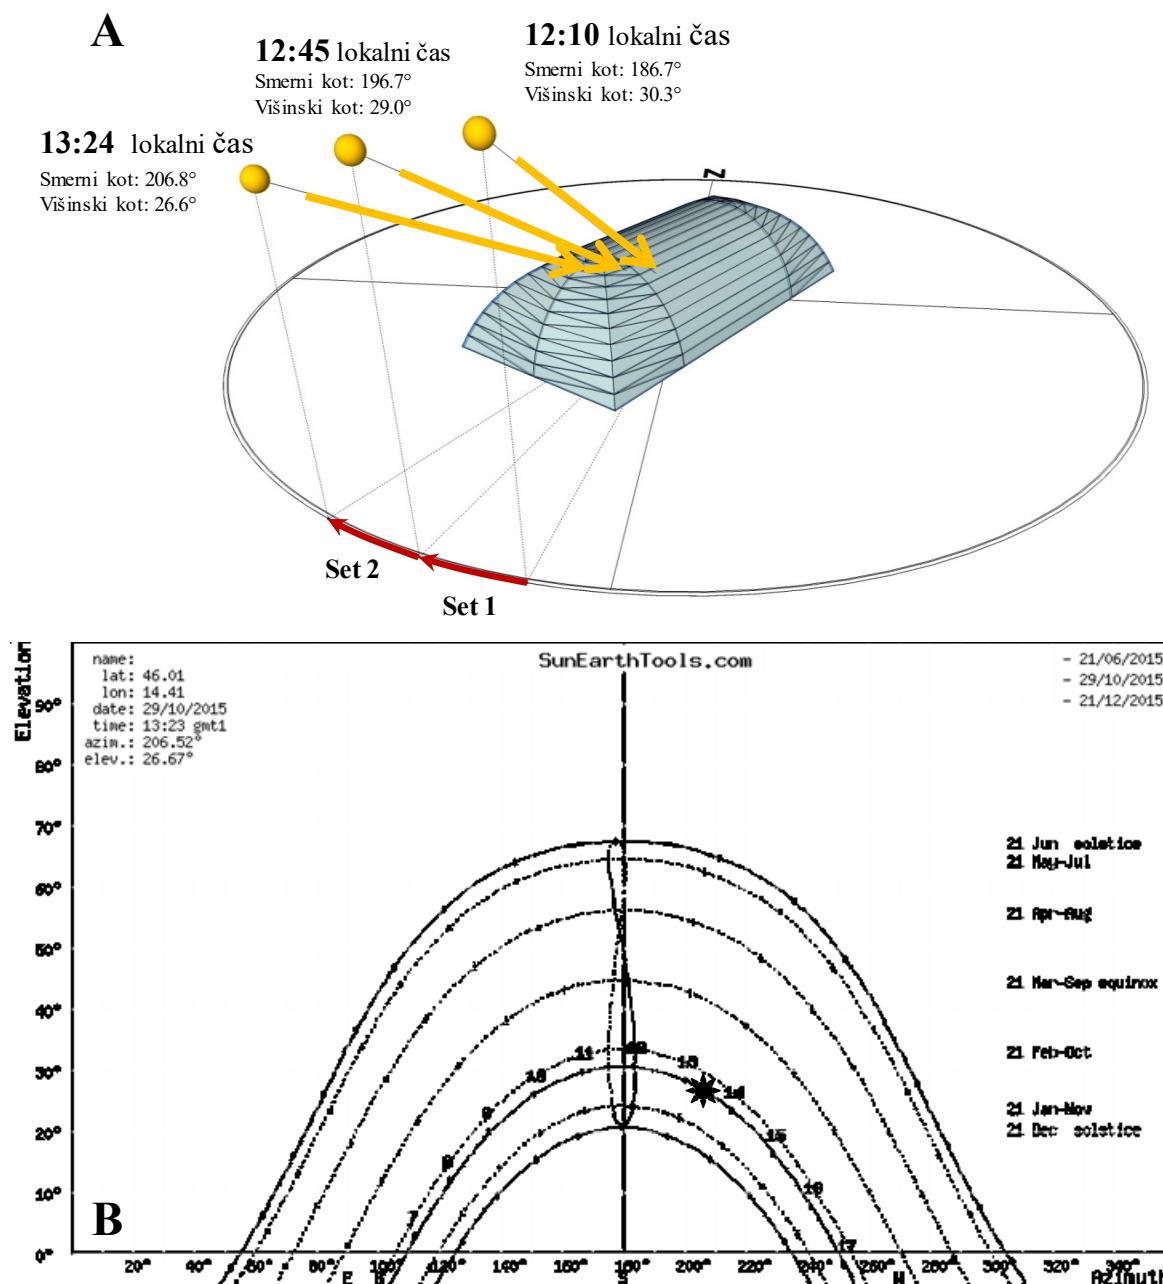 A
12:45 lokalni čas
Smerni kot: 196.7°
Višinski kot: 29.0°
12:10 lokalni čas
Smerni kot: 186.7°
Višinski kot: 30.3°
13:24 lokalni čas
Smerni kot: 206.8°
Višinski kot: 26.6°
N
Set 2
Set 1
Elevation
name:
lat: 46.01
lon: 14.41
date: 29/10/2015
time: 13:23 gmt1
azim.: 206.52°
elev.: 26.67°
SunEarthTools.com
- 21/06/2015
- 29/10/2015
- 21/12/2015
90°
80°
70°
60°
50°
40°
30°
20°
10°
0°
21 Jun solstice
21 May-Jul
21 Apr-Aug
21 Mar-Sep equinox
21 Feb-Oct
21 Jan-Nov
21 Dec solstice
7
8
9
10
11
12
13
14
15
16
17
B
20° 40° 60° 80° 100° 120° 140° 160° 180° 200° 220° 240° 260° 280° 300° 320° 340°
E S W Azimuth